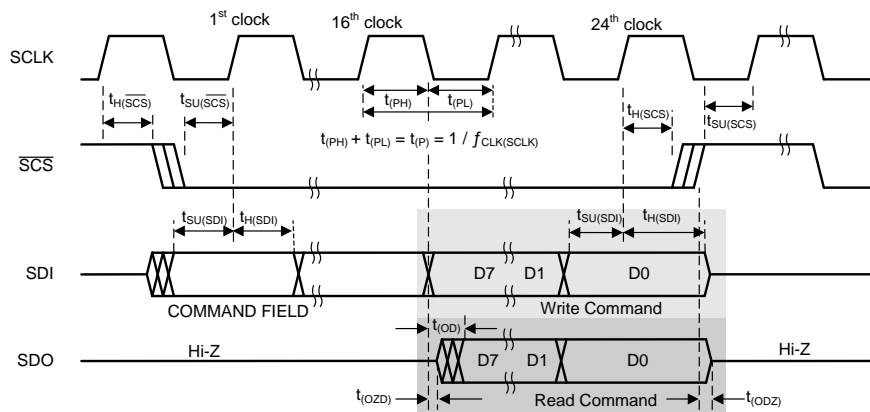 1st clock 16th clock 24th clock
SCLK
tH(SCS) tSU(SCS) t(PH) t(PL) tH(SCS) tSU(SCS)
t(PH) + t(PL) = t(P) = 1 / ƒCLK(SCLK)
SCS
tSU(SDI) tH(SDI) tSU(SDI) tH(SDI)
SDI D7 D1 D0
COMMAND FIELD Write Command
t(OD)
SDO Hi-Z D7 D1 D0 Hi-Z
t(OZD) Read Command t(ODZ)